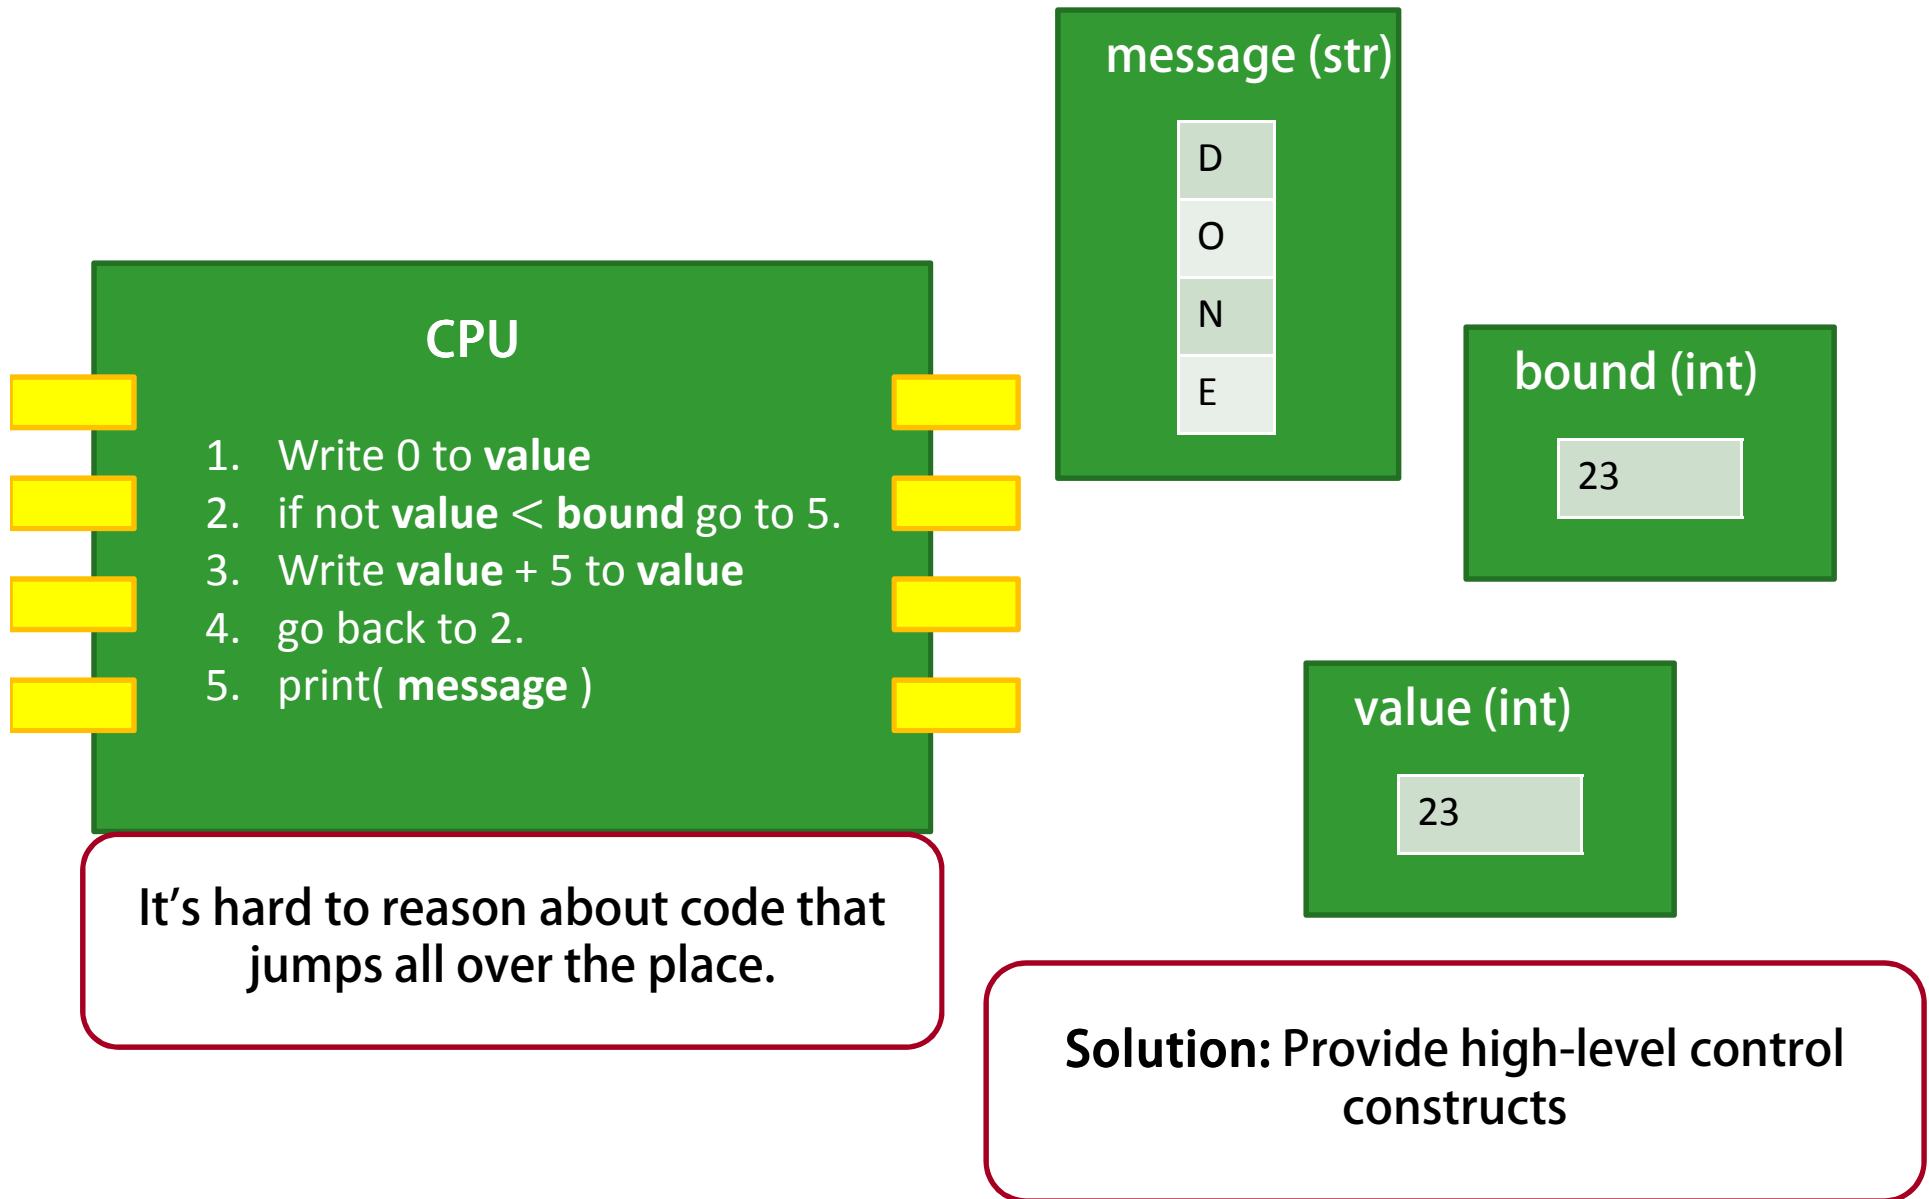 message (str)
D
O
N
E
CPU
1. Write 0 to value
2. if not value < bound go to 5.
3. Write value + 5 to value
4. go back to 2.
5. print( message )
bound (int)
23
value (int)
23
It’s hard to reason about code that
jumps all over the place.
Solution: Provide high-level control
constructs